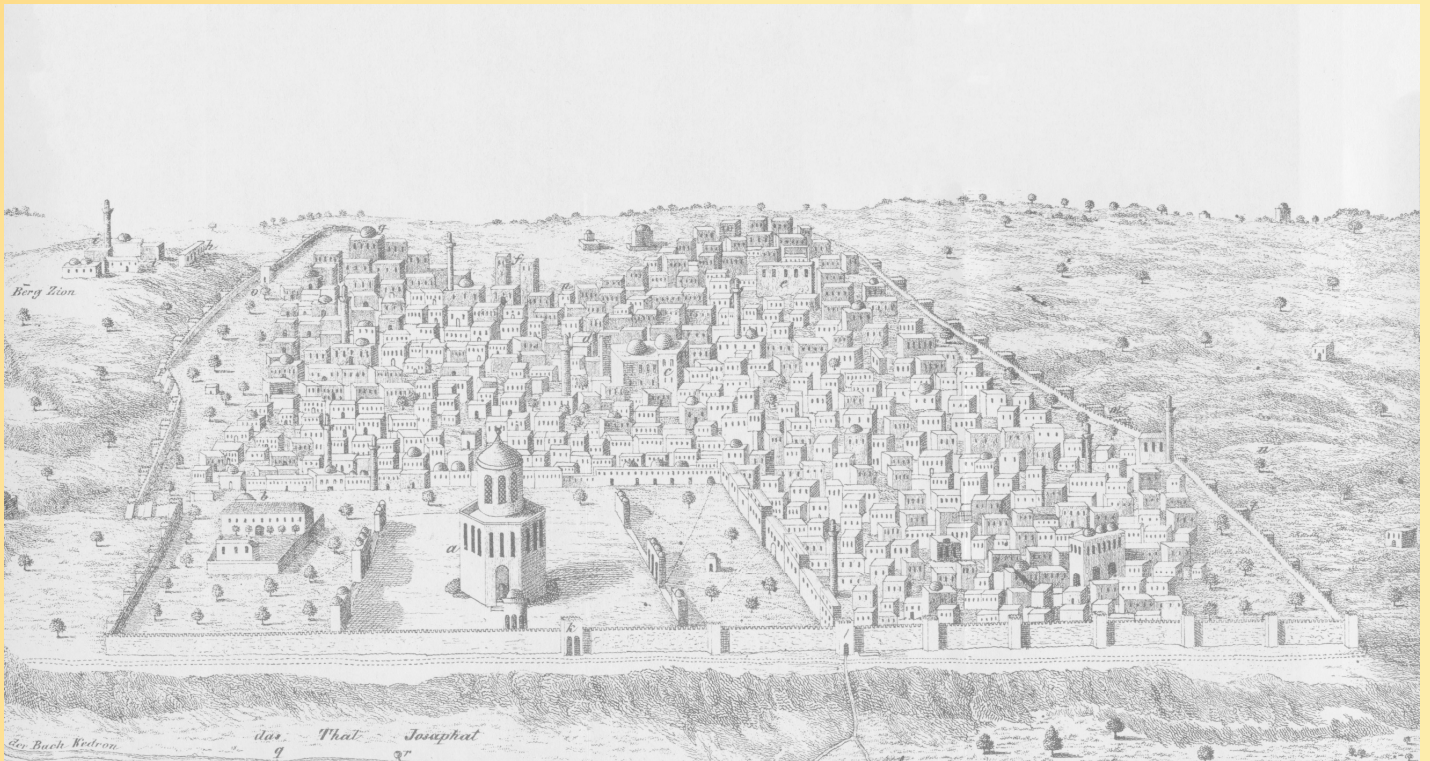 g
h
Berg Zion
o
f
p
e
c
m
n
b
a
k
l
das Thal Josaphat
q
r
der Bach Kedron